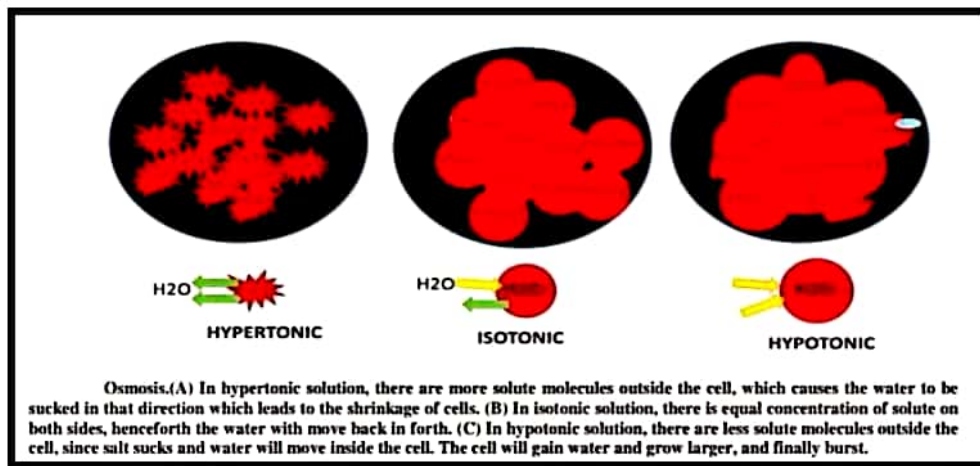 H2O
HYPERTONIC
H2O
ISOTONIC
HYPOTONIC
Osmosis.(A) In hypertonic solution, there are more solute molecules outside the cell, which causes the water to be
sucked in that direction which leads to the shrinkage of cells. (B) In isotonic solution, there is equal concentration of solute on
both sides, henceforth the water with move back in forth. (C) In hypotonic solution, there are less solute molecules outside the
cell, since salt sucks and water will move inside the cell. The cell will gain water and grow larger, and finally burst.